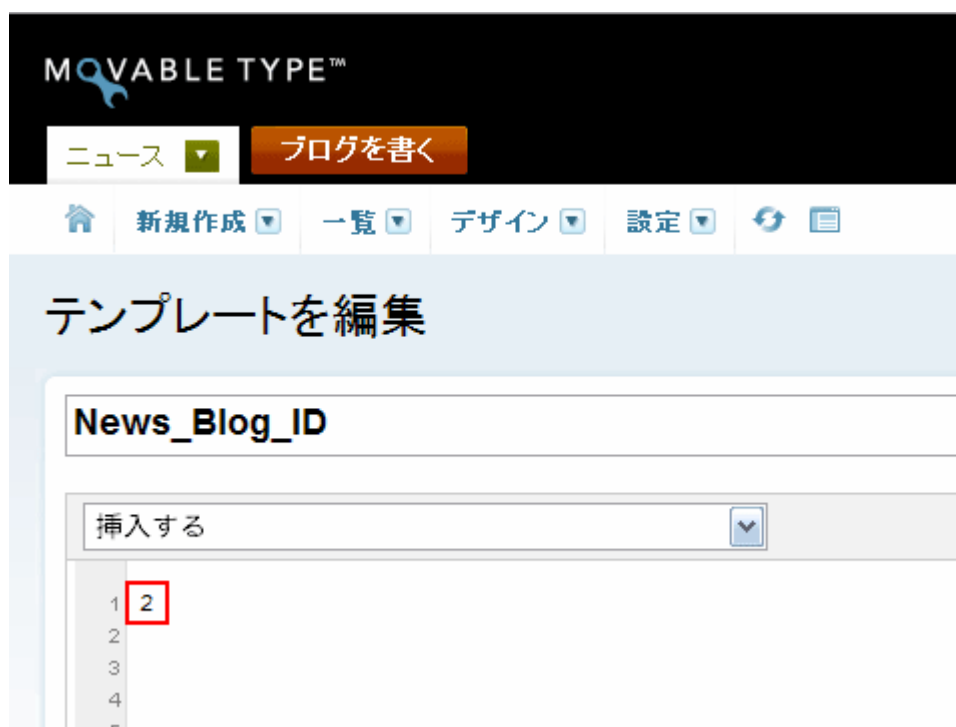 MOVABLE TYPE™
ニュース ブログを書く
新規作成 一覧 デザイン 設定
テンプレートを編集
News_Blog_ID
挿入する
1 2
2
3
4